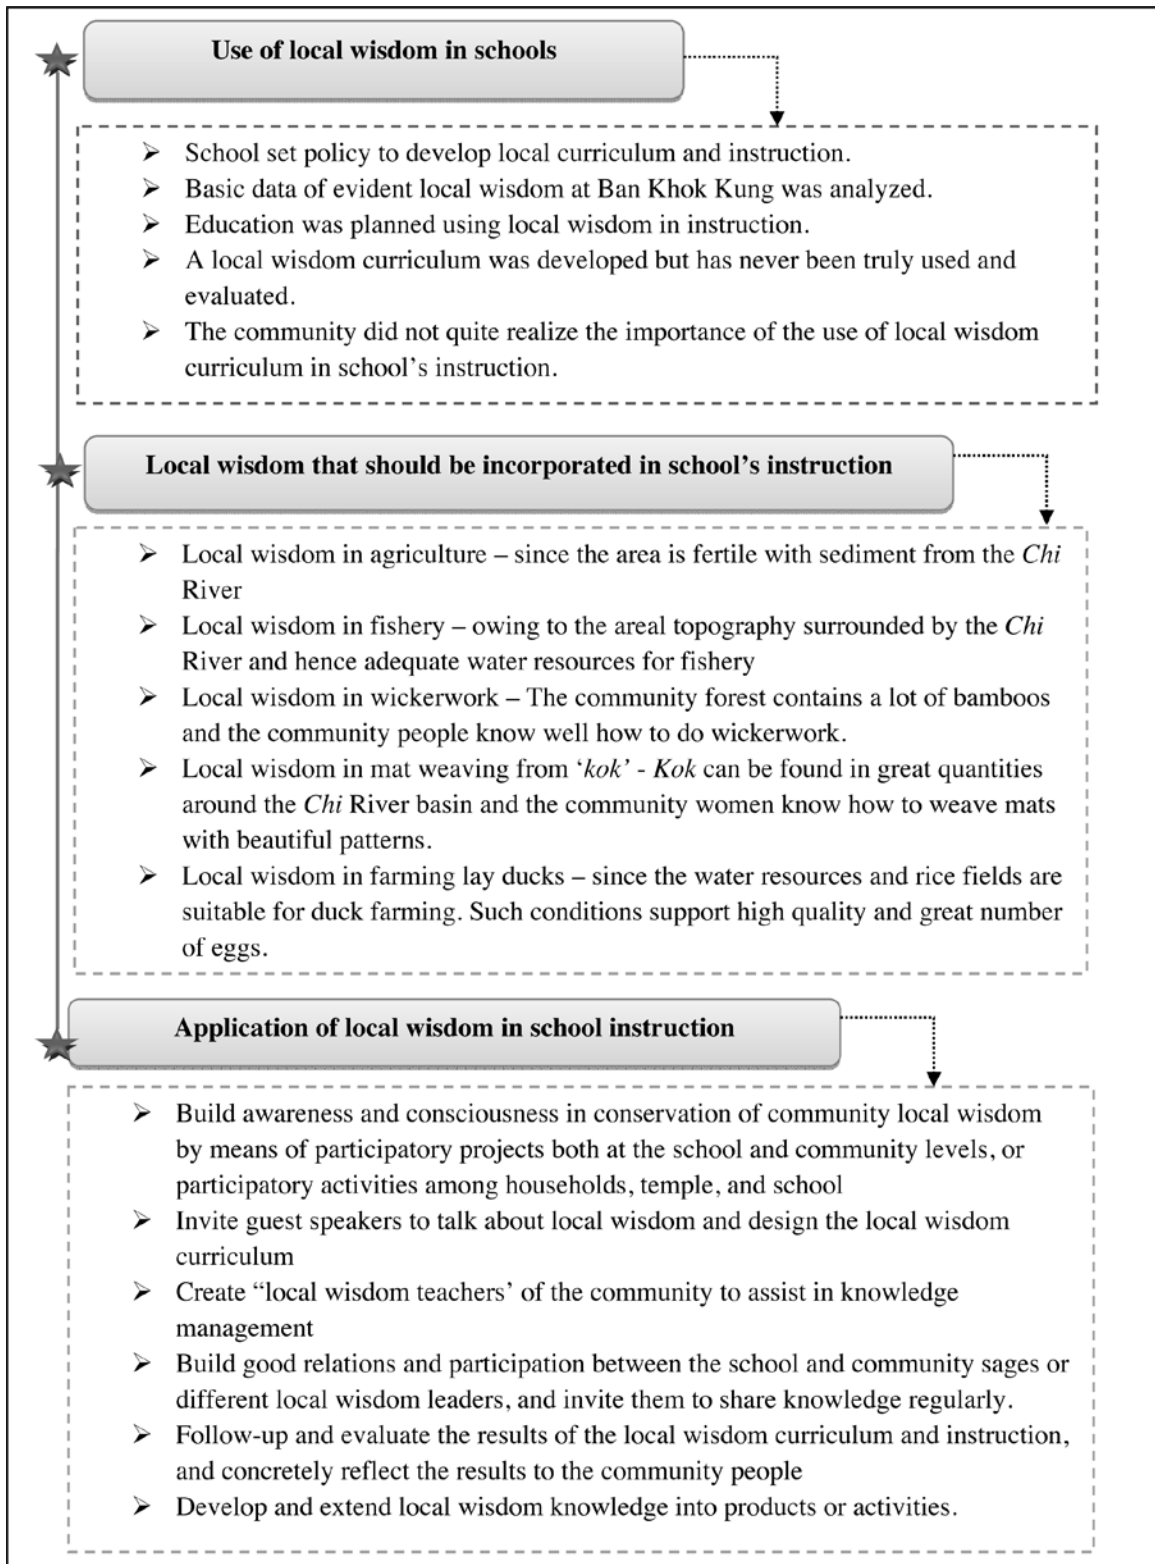 Use of local wisdom in schools
➢ School set policy to develop local curriculum and instruction.
➢ Basic data of evident local wisdom at Ban Khok Kung was analyzed.
➢ Education was planned using local wisdom in instruction.
➢ A local wisdom curriculum was developed but has never been truly used and
evaluated.
➢ The community did not quite realize the importance of the use of local wisdom
curriculum in school’s instruction.
Local wisdom that should be incorporated in school’s instruction
➢ Local wisdom in agriculture – since the area is fertile with sediment from the Chi
River
➢ Local wisdom in fishery – owing to the areal topography surrounded by the Chi
River and hence adequate water resources for fishery
➢ Local wisdom in wickerwork – The community forest contains a lot of bamboos
and the community people know well how to do wickerwork.
➢ Local wisdom in mat weaving from ‘kok’ - Kok can be found in great quantities
around the Chi River basin and the community women know how to weave mats
with beautiful patterns.
➢ Local wisdom in farming lay ducks – since the water resources and rice fields are
suitable for duck farming. Such conditions support high quality and great number
of eggs.
Application of local wisdom in school instruction
➢ Build awareness and consciousness in conservation of community local wisdom
by means of participatory projects both at the school and community levels, or
participatory activities among households, temple, and school
➢ Invite guest speakers to talk about local wisdom and design the local wisdom
curriculum
➢ Create “local wisdom teachers’ of the community to assist in knowledge
management
➢ Build good relations and participation between the school and community sages or
different local wisdom leaders, and invite them to share knowledge regularly.
➢ Follow-up and evaluate the results of the local wisdom curriculum and instruction,
and concretely reflect the results to the community people
➢ Develop and extend local wisdom knowledge into products or activities.